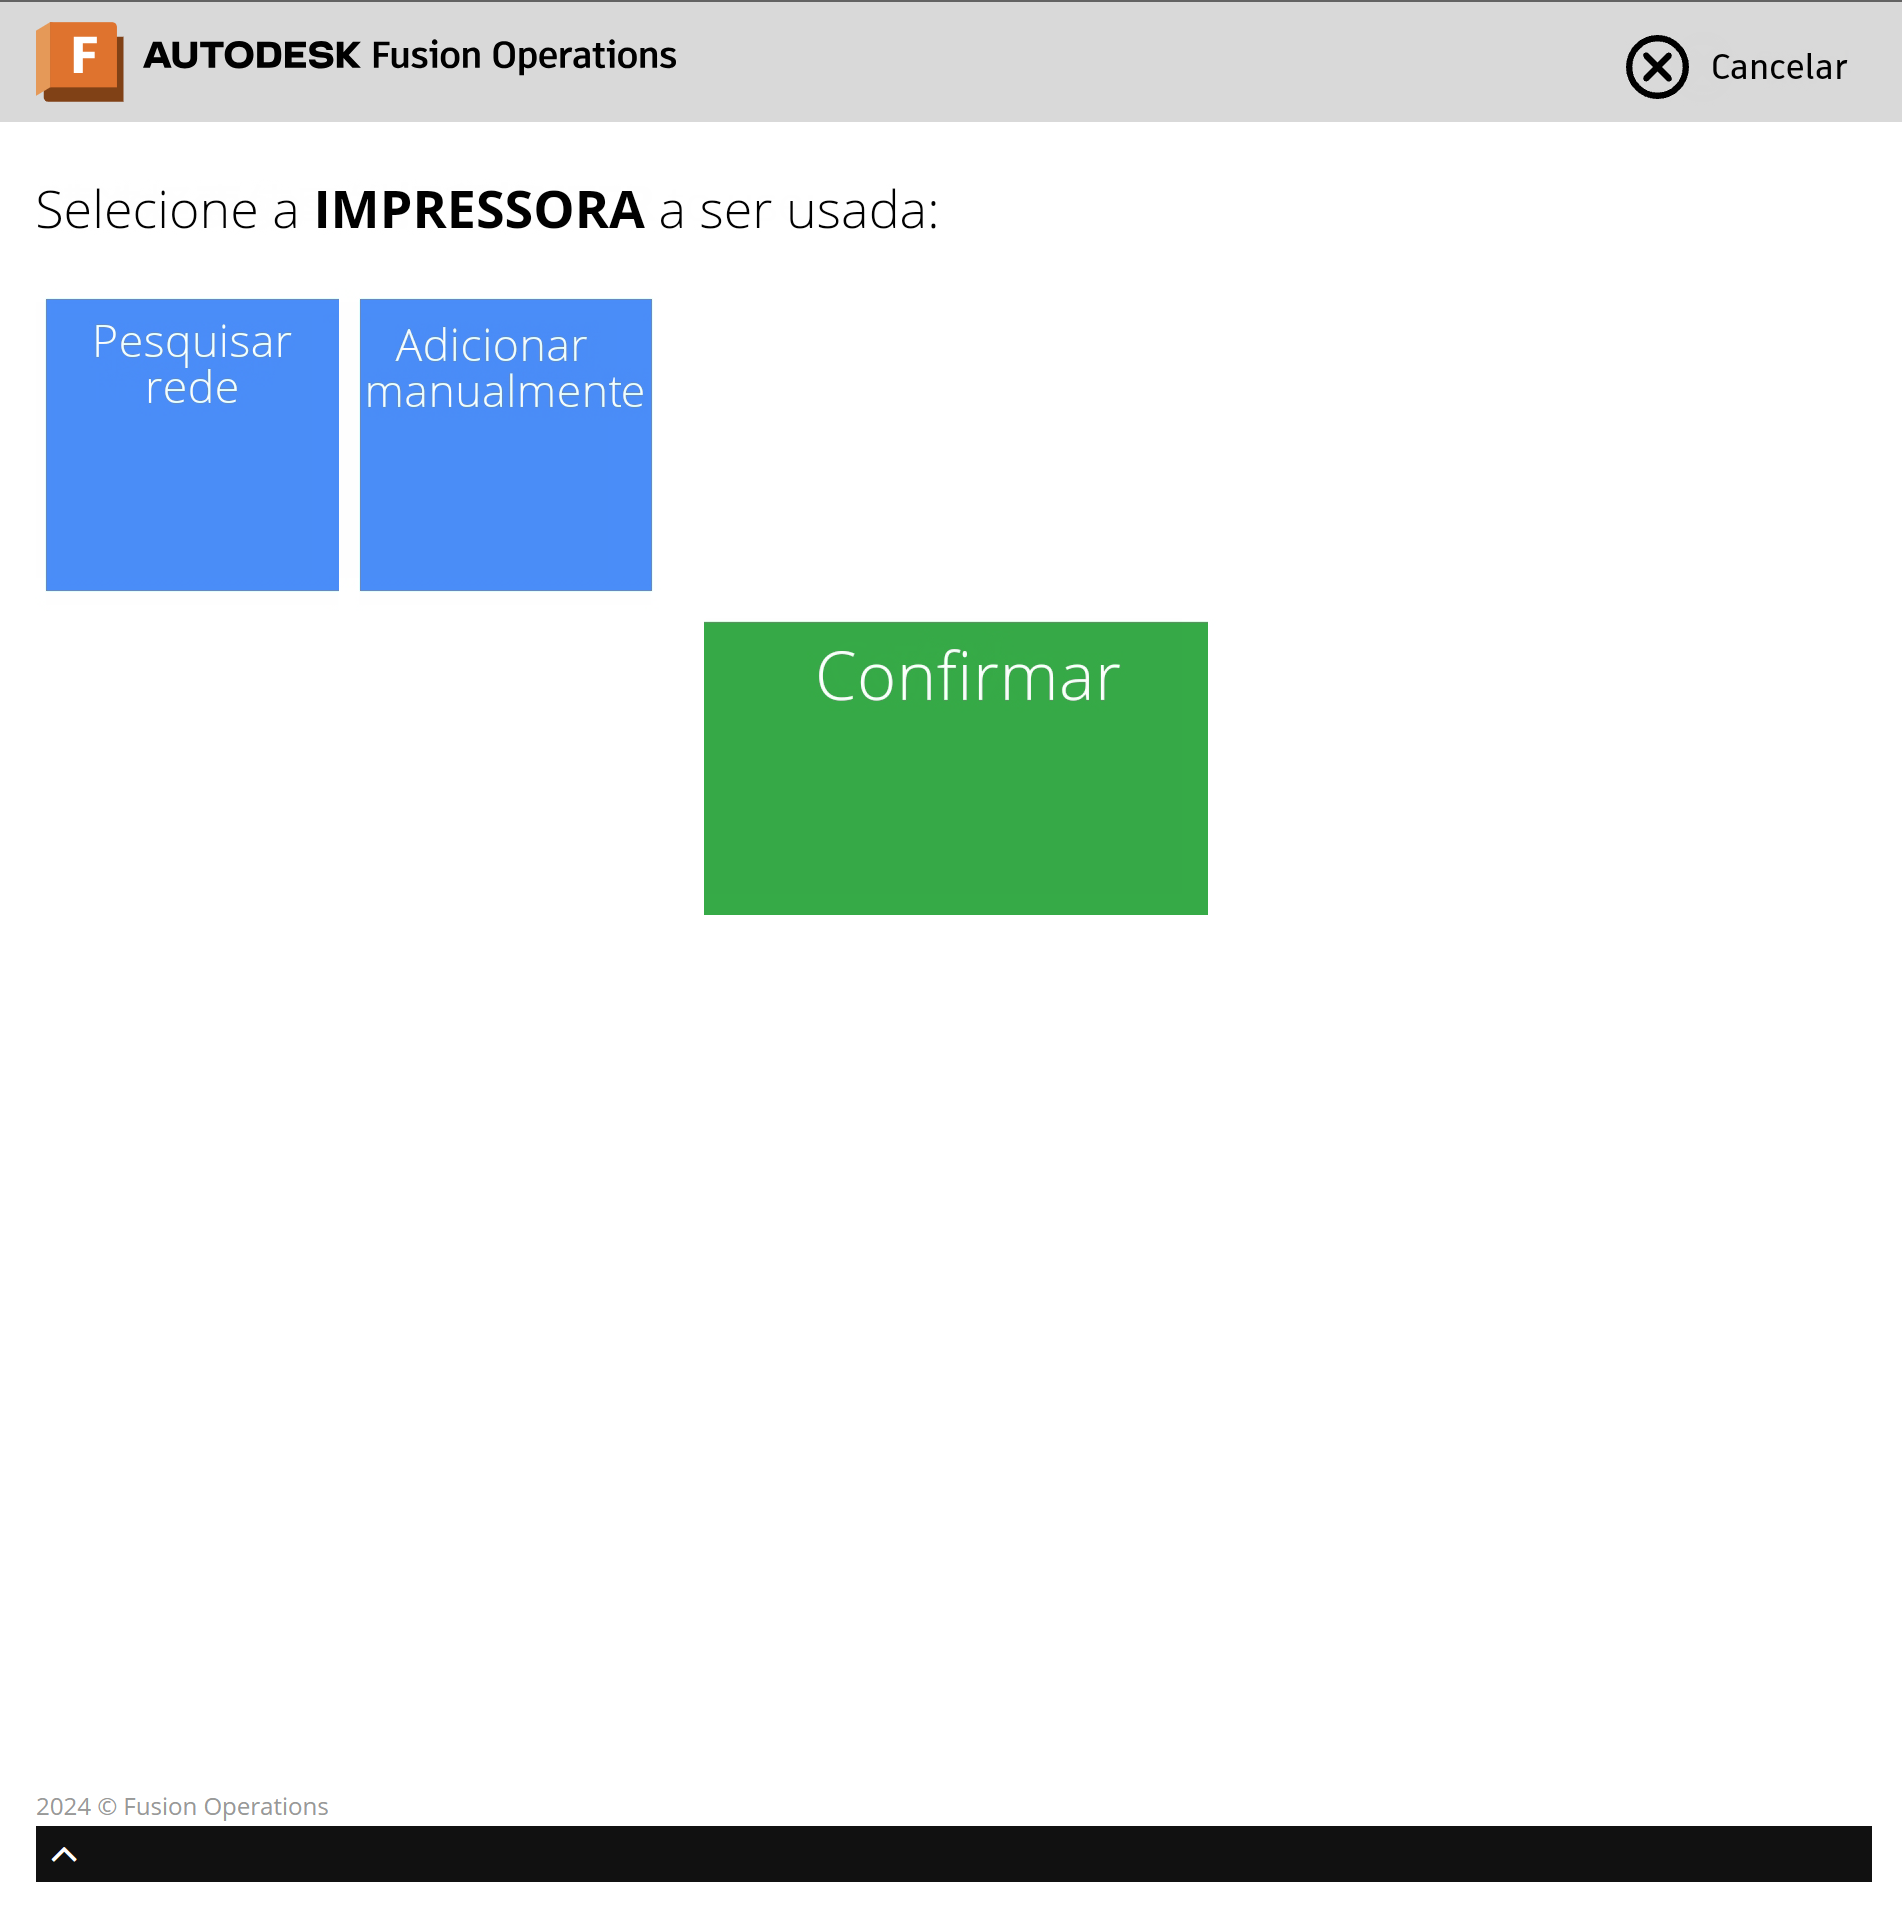 F AUTODESK Fusion Operations
Cancelar
Selecione a IMPRESSORA a ser usada:
Pesquisar
rede
Adicionar
manualmente
Confirmar
2024 © Fusion Operations